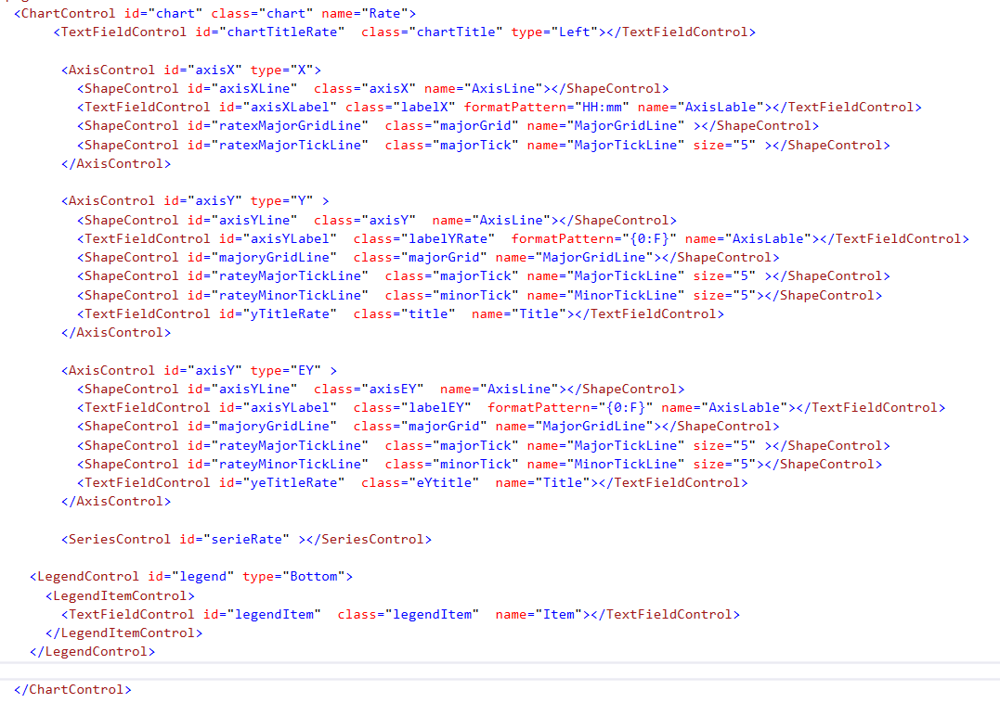 <ChartControl id="chart" class="chart" name="Rate">
<TextFieldControl id="chartTitleRate"  class="chartTitle" type="Left"></TextFieldControl>
<AxisControl id="axisX" type="X">
<ShapeControl id="axisXLine"  class="axisX" name="AxisLine"></ShapeControl>
<TextFieldControl id="axisXLabel" class="labelX" formatPattern="HH:mm" name="AxisLable"></TextFieldControl>
<ShapeControl id="ratexMajorGridLine"  class="majorGrid" name="MajorGridLine" ></ShapeControl>
<ShapeControl id="ratexMajorTickLine"  class="majorTick" name="MajorTickLine" size="5" ></ShapeControl>
</AxisControl>
<AxisControl id="axisY" type="Y" >
<ShapeControl id="axisYLine"  class="axisY"  name="AxisLine"></ShapeControl>
<TextFieldControl id="axisYLabel"  class="labelYRate"  formatPattern="{0:F}" name="AxisLable"></TextFieldControl>
<ShapeControl id="majoryGridLine"  class="majorGrid" name="MajorGridLine"></ShapeControl>
<ShapeControl id="rateyMajorTickLine"  class="majorTick" name="MajorTickLine" size="5" ></ShapeControl>
<ShapeControl id="rateyMinorTickLine"  class="minorTick" name="MinorTickLine" size="5"></ShapeControl>
<TextFieldControl id="yTitleRate"  class="title"  name="Title"></TextFieldControl>
</AxisControl>
<AxisControl id="axisY" type="EY" >
<ShapeControl id="axisYLine"  class="axisEY"  name="AxisLine"></ShapeControl>
<TextFieldControl id="axisYLabel"  class="labelEY"  formatPattern="{0:F}" name="AxisLable"></TextFieldControl>
<ShapeControl id="majoryGridLine"  class="majorGrid" name="MajorGridLine"></ShapeControl>
<ShapeControl id="rateyMajorTickLine"  class="majorTick" name="MajorTickLine" size="5" ></ShapeControl>
<ShapeControl id="rateyMinorTickLine"  class="minorTick" name="MinorTickLine" size="5"></ShapeControl>
<TextFieldControl id="yeTitleRate"  class="eYtitle"  name="Title"></TextFieldControl>
</AxisControl>
<SeriesControl id="serieRate" ></SeriesControl>
<LegendControl id="legend" type="Bottom">
<LegendItemControl>
<TextFieldControl id="legendItem"  class="legendItem"  name="Item"></TextFieldControl>
</LegendItemControl>
</LegendControl>
</ChartControl>